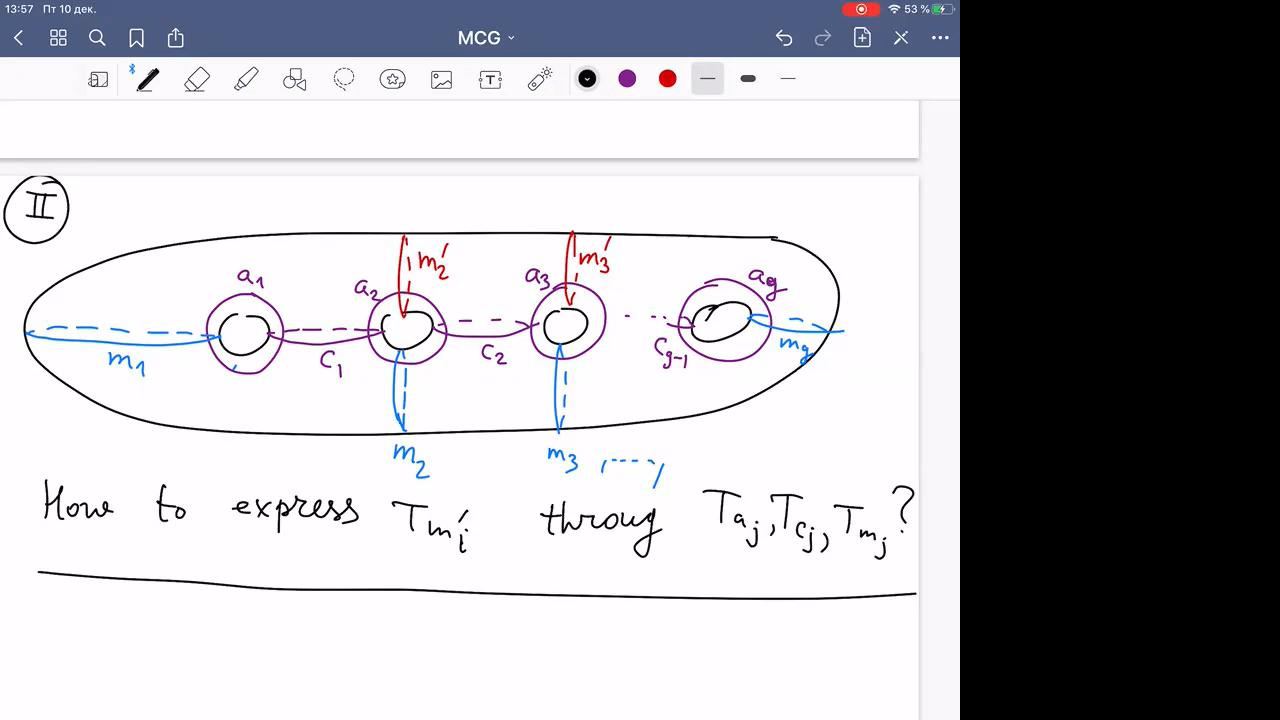 13:57 Пт 10 дек. 53 %
MCG
T
II
a1 a2 m2′ a3 m3′ ag
m1 c1 c2 cg-1 mg
m2 m3
How to express Tmi′ throug Taj, Tcj, Tmj?